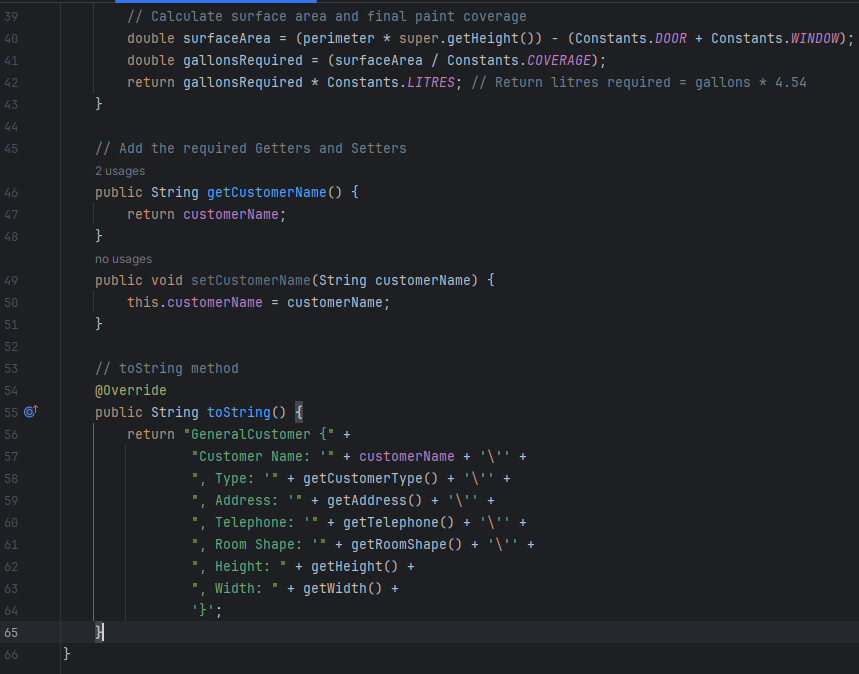 39 // Calculate surface area and final paint coverage
40 double surfaceArea = (perimeter * super.getHeight()) - (Constants.DOOR + Constants.WINDOW);
41 double gallonsRequired = (surfaceArea / Constants.COVERAGE);
42 return gallonsRequired * Constants.LITRES; // Return litres required = gallons * 4.54
43 }
44
45 // Add the required Getters and Setters
2 usages
46 public String getCustomerName() {
47 return customerName;
48 }
no usages
49 public void setCustomerName(String customerName) {
50 this.customerName = customerName;
51 }
52
53 // toString method
54 @Override
55 public String toString() {
56 return "GeneralCustomer {" +
57 "Customer Name: '" + customerName + '\'' +
58 ", Type: '" + getCustomerType() + '\'' +
59 ", Address: '" + getAddress() + '\'' +
60 ", Telephone: '" + getTelephone() + '\'' +
61 ", Room Shape: '" + getRoomShape() + '\'' +
62 ", Height: " + getHeight() +
63 ", Width: " + getWidth() +
64 '}';
65 }
66 }